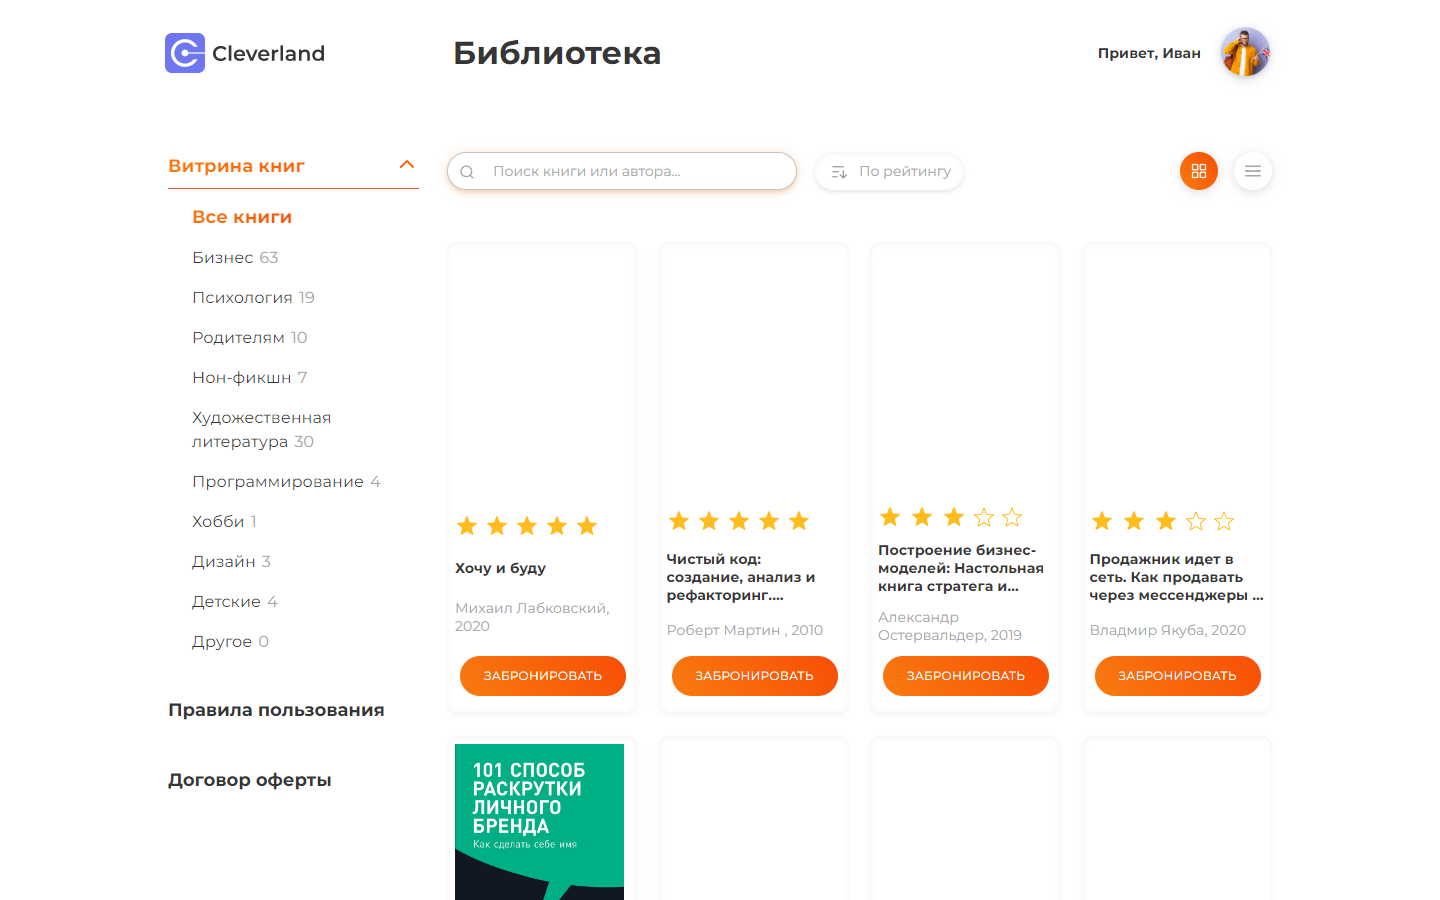 Cleverland
Библиотека
Привет, Иван
Витрина книг
Поиск книги или автора...
По рейтингу
Все книги
Бизнес 63
Психология 19
Родителям 10
Нон-фикшн 7
Художественная
литература 30
Программирование 4
Хобби 1
Дизайн 3
Детские 4
Другое 0
Правила пользования
Договор оферты
Хочу и буду
Михаил Лабковский,
2020
ЗАБРОНИРОВАТЬ
Чистый код:
создание, анализ и
рефакторинг....
Роберт Мартин , 2010
ЗАБРОНИРОВАТЬ
Построение бизнес-
моделей: Настольная
книга стратега и...
Александр
Остервальдер, 2019
ЗАБРОНИРОВАТЬ
Продажник идет в
сеть. Как продавать
через мессенджеры ...
Владмир Якуба, 2020
ЗАБРОНИРОВАТЬ
101 СПОСОБ
РАСКРУТКИ
ЛИЧНОГО
БРЕНДА
Как сделать себе имя